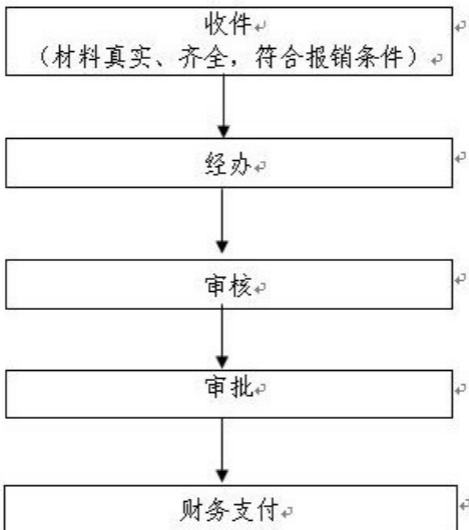 收件
（材料真实、齐全，符合报销条件）
经办
审核
审批
财务支付